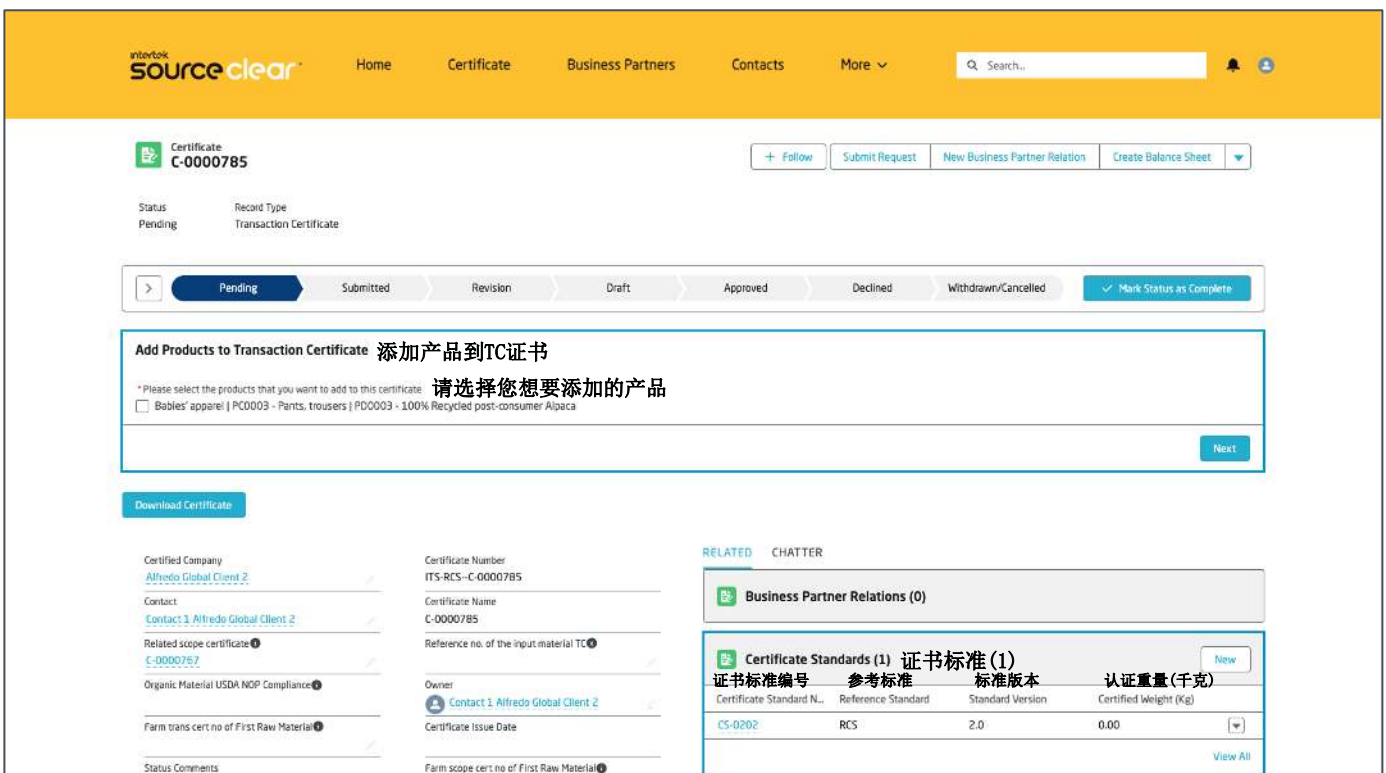 intertek
sourceclear
Home
Certificate
Business Partners
Contacts
More
Search...
Certificate
C-0000785
+ Follow
Submit Request
New Business Partner Relation
Create Balance Sheet
Status
Record Type
Pending
Transaction Certificate
Pending
Submitted
Revision
Draft
Approved
Declined
Withdrawn/Cancelled
Mark Status as Complete
Add Products to Transaction Certificate 添加产品到TC证书
*Please select the products that you want to add to this certificate 请选择您想要添加的产品
Babies' apparel | PC0003 - Pants, trousers | PD0003 - 100% Recycled post-consumer Alpaca
Next
Download Certificate
Certified Company
Alfredo Global Client 2
Contact
Contact 1 Alfredo Global Client 2
Related scope certificate
C-0000767
Organic Material USDA NOP Compliance
Farm trans cert no of First Raw Material
Status Comments
Certificate Number
ITS-RCS--C-0000785
Certificate Name
C-0000785
Reference no. of the input material TC
Owner
Contact 1 Alfredo Global Client 2
Certificate Issue Date
Farm scope cert no of First Raw Material
RELATED
CHATTER
Business Partner Relations (0)
Certificate Standards (1) 证书标准(1)
New
证书标准编号 参考标准 标准版本 认证重量(千克)
Certificate Standard N... Reference Standard Standard Version Certified Weight (Kg)
CS-0202 RCS 2.0 0.00
View All